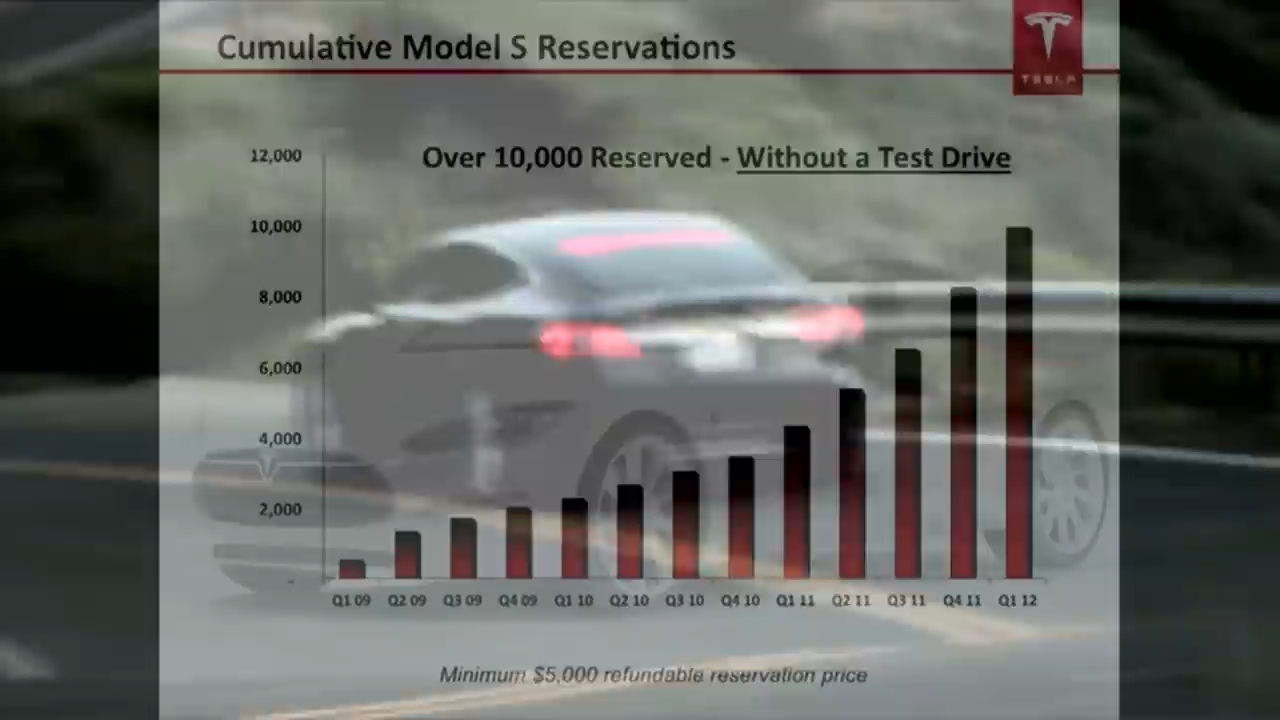 Cumulative Model S Reservations
TESLA
Over 10,000 Reserved - Without a Test Drive
12,000
10,000
8,000
6,000
4,000
2,000
-
Q1 09 Q2 09 Q3 09 Q4 09 Q1 10 Q2 10 Q3 10 Q4 10 Q1 11 Q2 11 Q3 11 Q4 11 Q1 12
Minimum $5,000 refundable reservation price